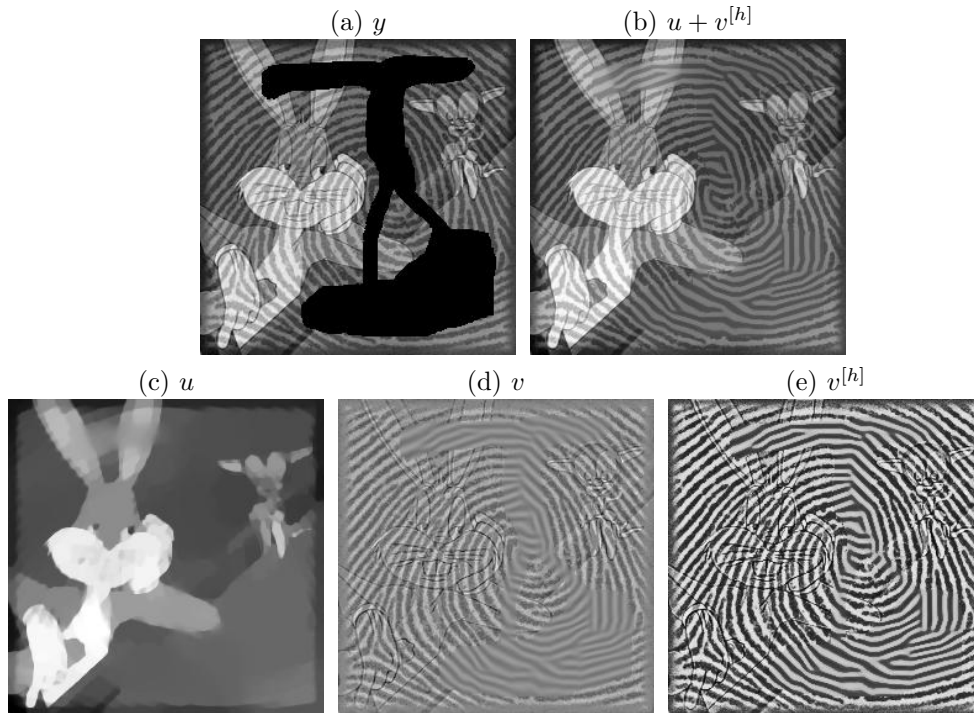 (a) y
(b) u + v^[h]
(c) u
(d) v
(e) v^[h]